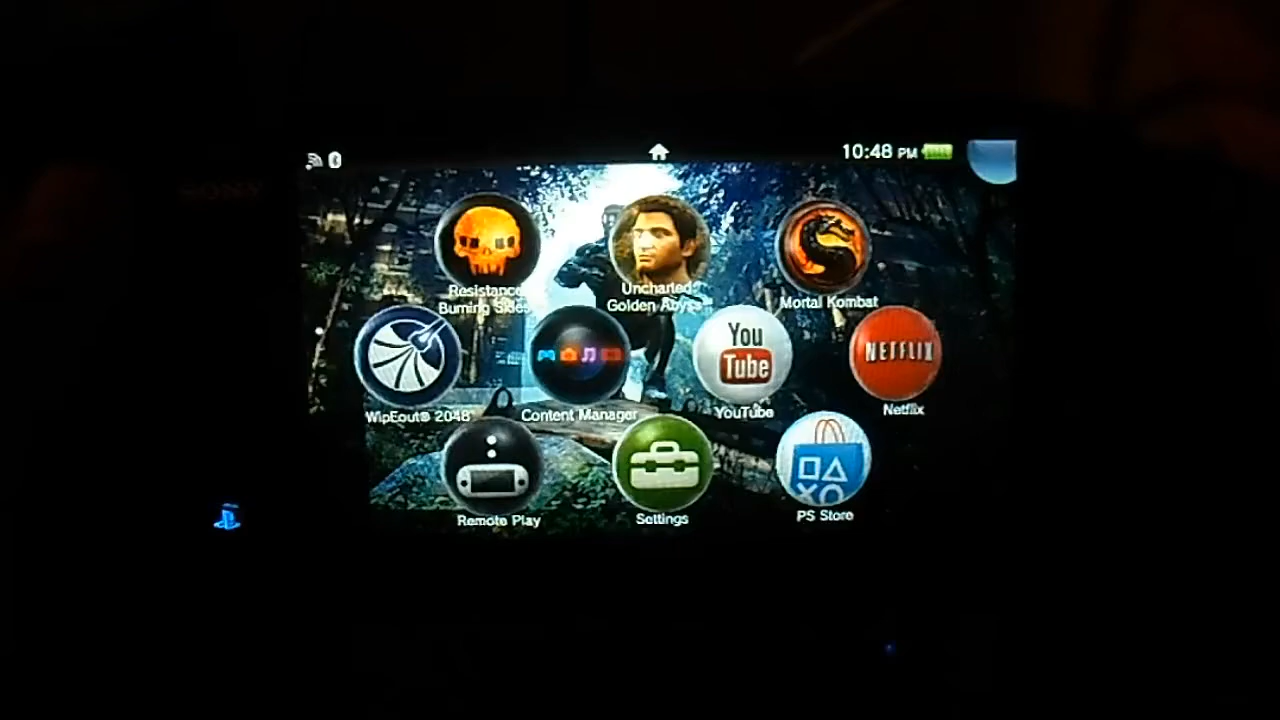 10:48 PM
Resistance
Burning Skies
Uncharted:
Golden Abyss
Mortal Kombat
You
Tube
NETFLIX
WipEout® 2048
Content Manager
YouTube
Netflix
Remote Play
Settings
PS Store